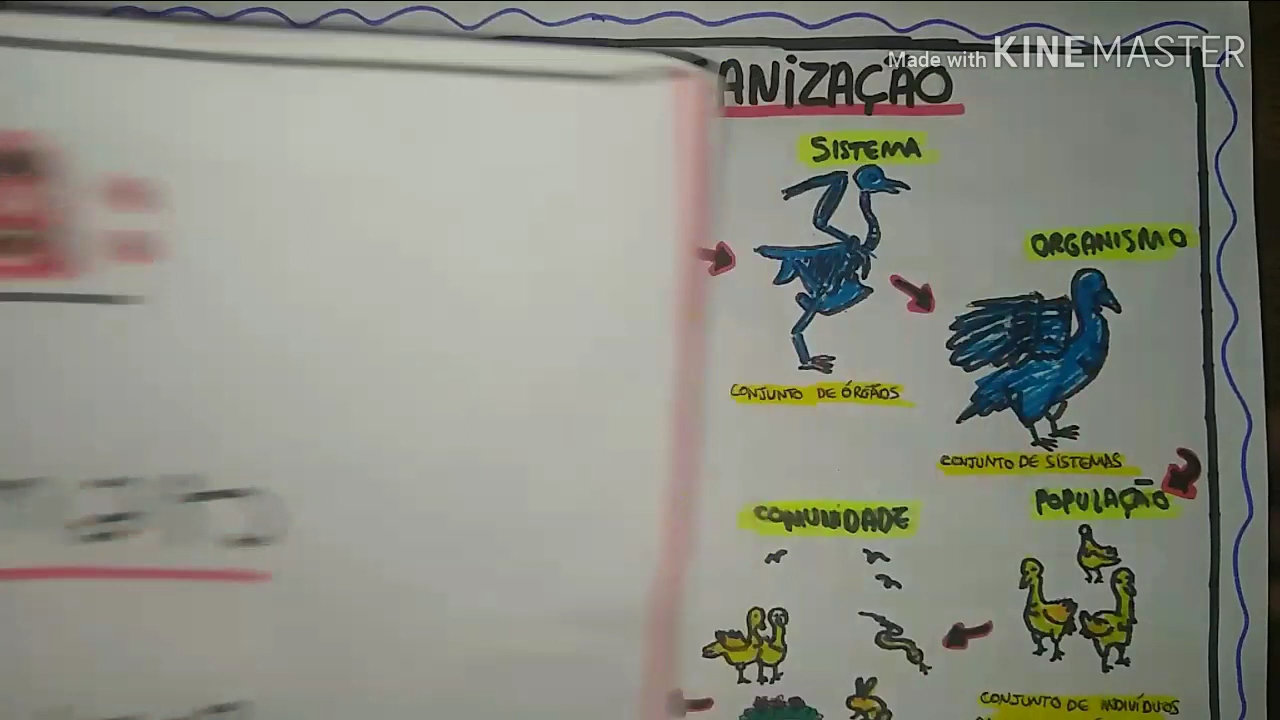 Made with KINEMASTER
ANIZAÇÃO
SISTEMA
ORGANISMO
CONJUNTO DE ÓRGÃOS
CONJUNTO DE SISTEMAS
POPULAÇÃO
COMUNIDADE
CONJUNTO DE INDIVÍDUOS